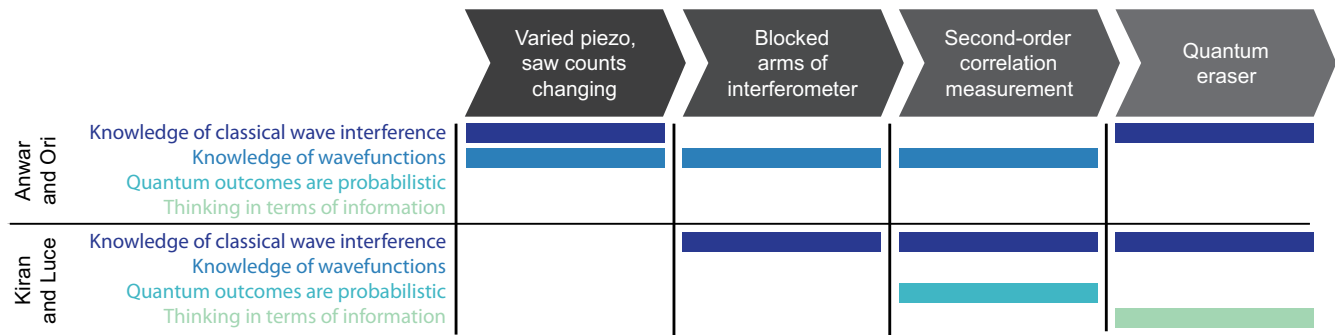 Varied piezo,
saw counts
changing
Blocked
arms of
interferometer
Second-order
correlation
measurement
Quantum
eraser
Anwar
and Ori
Knowledge of classical wave interference
Knowledge of wavefunctions
Quantum outcomes are probabilistic
Thinking in terms of information
Kiran
and Luce
Knowledge of classical wave interference
Knowledge of wavefunctions
Quantum outcomes are probabilistic
Thinking in terms of information